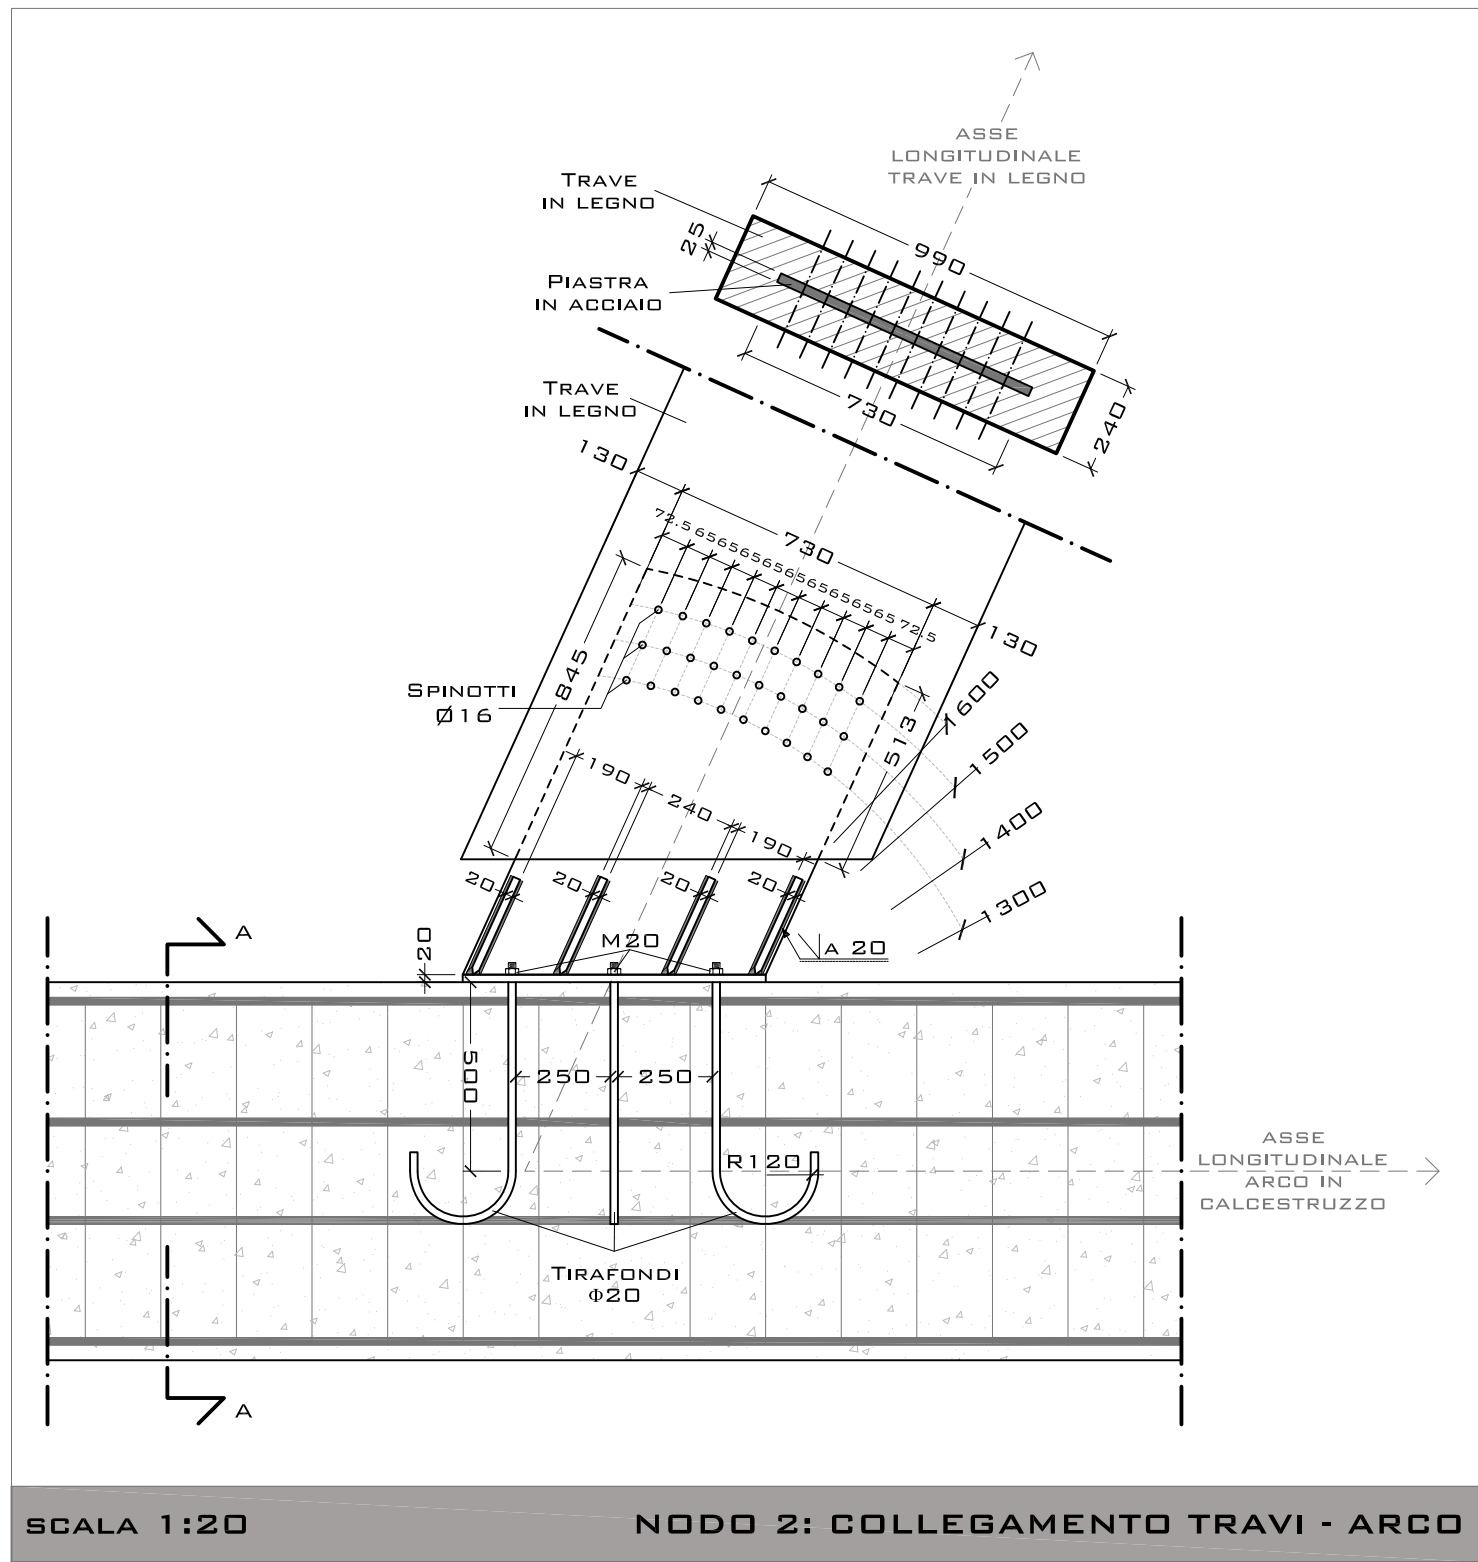 ASSE
LONGITUDINALE
TRAVE IN LEGNO
TRAVE
IN LEGNO
25
25
990
PIASTRA
IN ACCIAIO
730
240
TRAVE
IN LEGNO
130
730
72.5 65 65 65 65 65 65 65 65 65 72.5
130
845
SPINOTTI
Ø16
513
1600
1500
1400
1300
190
240
190
20
20
20
20
M20
A 20
20
A
500
250
250
R120
ASSE
LONGITUDINALE
ARCO IN
CALCESTRUZZO
TIRAFONDI
Φ20
A
SCALA 1:20
NODO 2: COLLEGAMENTO TRAVI - ARCO